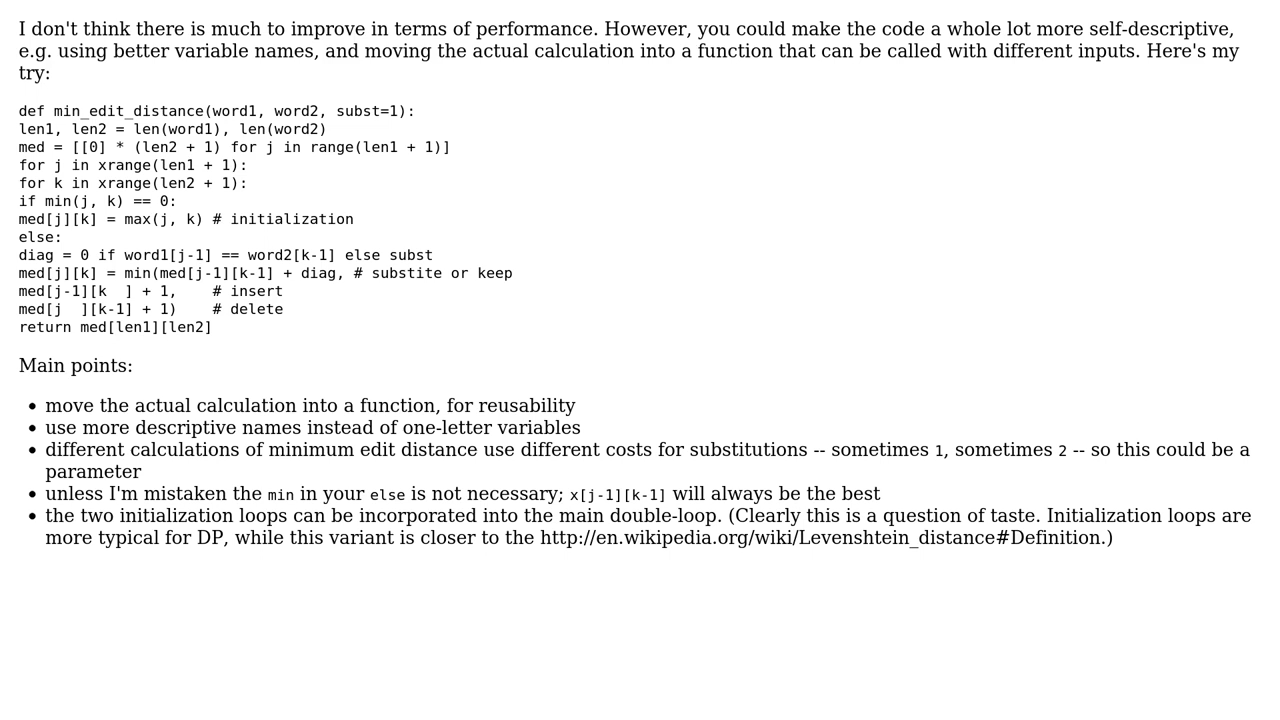 I don't think there is much to improve in terms of performance. However, you could make the code a whole lot more self-descriptive,
e.g. using better variable names, and moving the actual calculation into a function that can be called with different inputs. Here's my
try:
def min_edit_distance(word1, word2, subst=1):
len1, len2 = len(word1), len(word2)
med = [[0] * (len2 + 1) for j in range(len1 + 1)]
for j in xrange(len1 + 1):
for k in xrange(len2 + 1):
if min(j, k) == 0:
med[j][k] = max(j, k) # initialization
else:
diag = 0 if word1[j-1] == word2[k-1] else subst
med[j][k] = min(med[j-1][k-1] + diag, # substite or keep
med[j-1][k  ] + 1,    # insert
med[j  ][k-1] + 1)    # delete
return med[len1][len2]
Main points:
• move the actual calculation into a function, for reusability
• use more descriptive names instead of one-letter variables
• different calculations of minimum edit distance use different costs for substitutions -- sometimes 1, sometimes 2 -- so this could be a
parameter
• unless I'm mistaken the min in your else is not necessary; x[j-1][k-1] will always be the best
• the two initialization loops can be incorporated into the main double-loop. (Clearly this is a question of taste. Initialization loops are
more typical for DP, while this variant is closer to the http://en.wikipedia.org/wiki/Levenshtein_distance#Definition.)